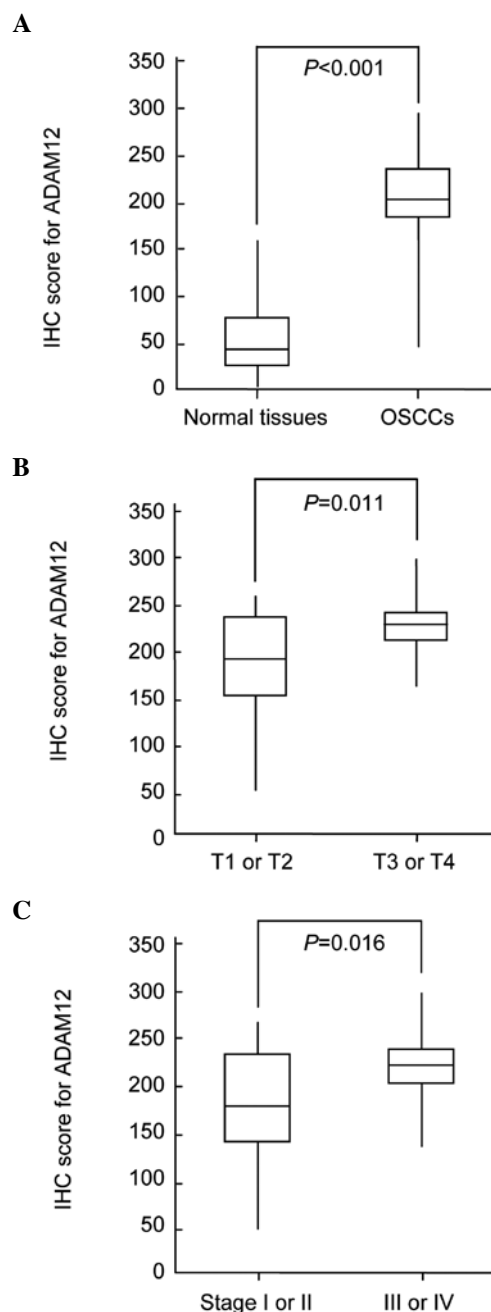 A
P<0.001
IHC score for ADAM12
350
300
250
200
150
100
50
0
Normal tissues
OSCCs
B
P=0.011
IHC score for ADAM12
350
300
250
200
150
100
50
0
T1 or T2
T3 or T4
C
P=0.016
IHC score for ADAM12
350
300
250
200
150
100
50
0
Stage I or II
III or IV